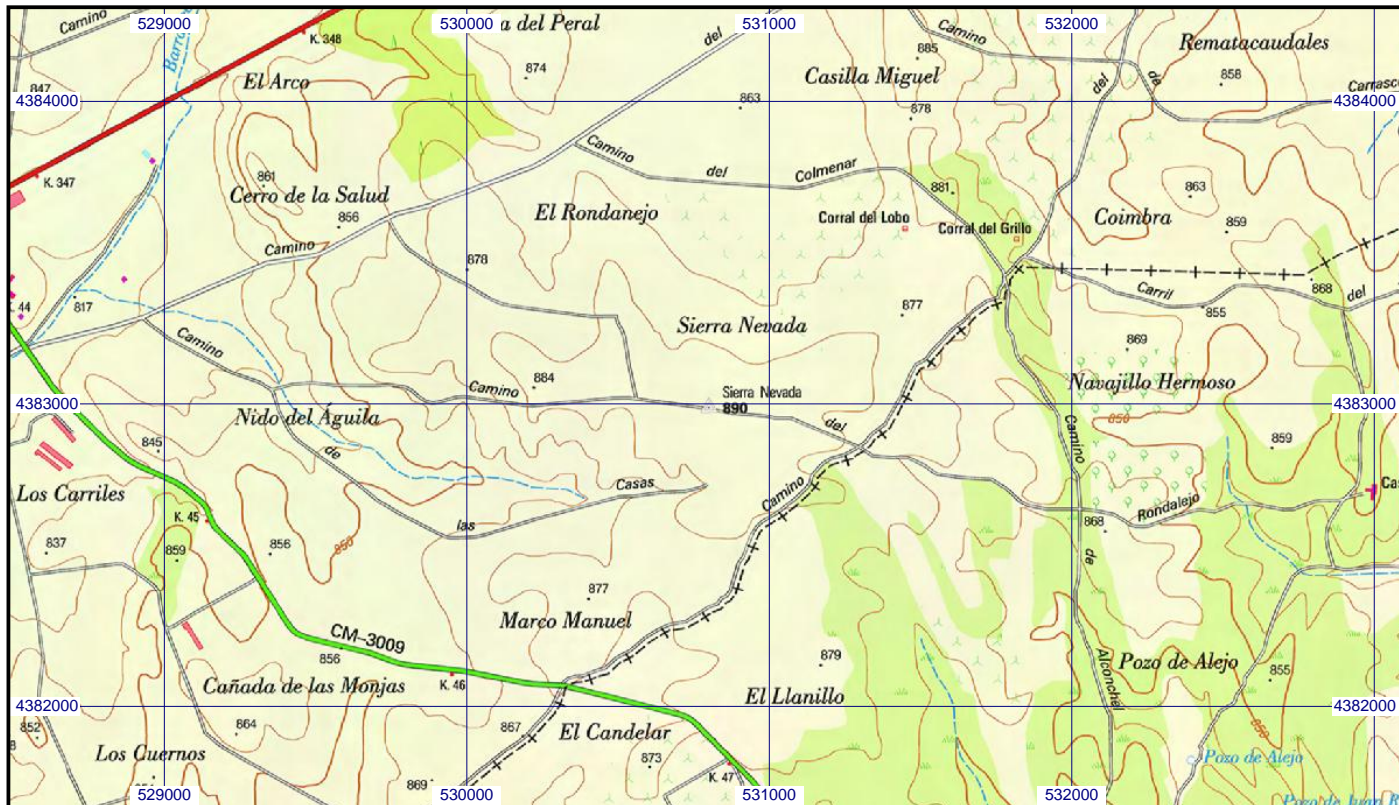 529000
530000
531000
532000
Camino
K. 348
a del Peral
del
Camino
885
Rematacaudales
El Arco
874
Casilla Miguel
del
de
858
847
863
878
Carrasco
4384000
4384000
Camino
del
Colmenar
K. 347
861
Cerro de la Salud
881
863
856
El Rondanejo
Corral del Lobo
Corral del Grillo
Coimbra
859
Camino
878
868
44
817
877
Carril
855
del
Sierra Nevada
Camino
869
884
Camino
Sierra Nevada
890
Navajillo Hermoso
4383000
4383000
Nido del Águila
850
del
Camino
845
de
859
Los Carriles
Casas
Camino
Rondalejo
K. 45
las
868
837
859
856
850
de
877
Marco Manuel
CM-3009
856
879
Pozo de Alejo
855
Cañada de las Monjas
K. 46
El Llanillo
Alconchel
4382000
4382000
852
864
867
El Candelar
850
Los Cuernos
873
K. 47
Pozo de Alejo
869
529000
530000
531000
532000